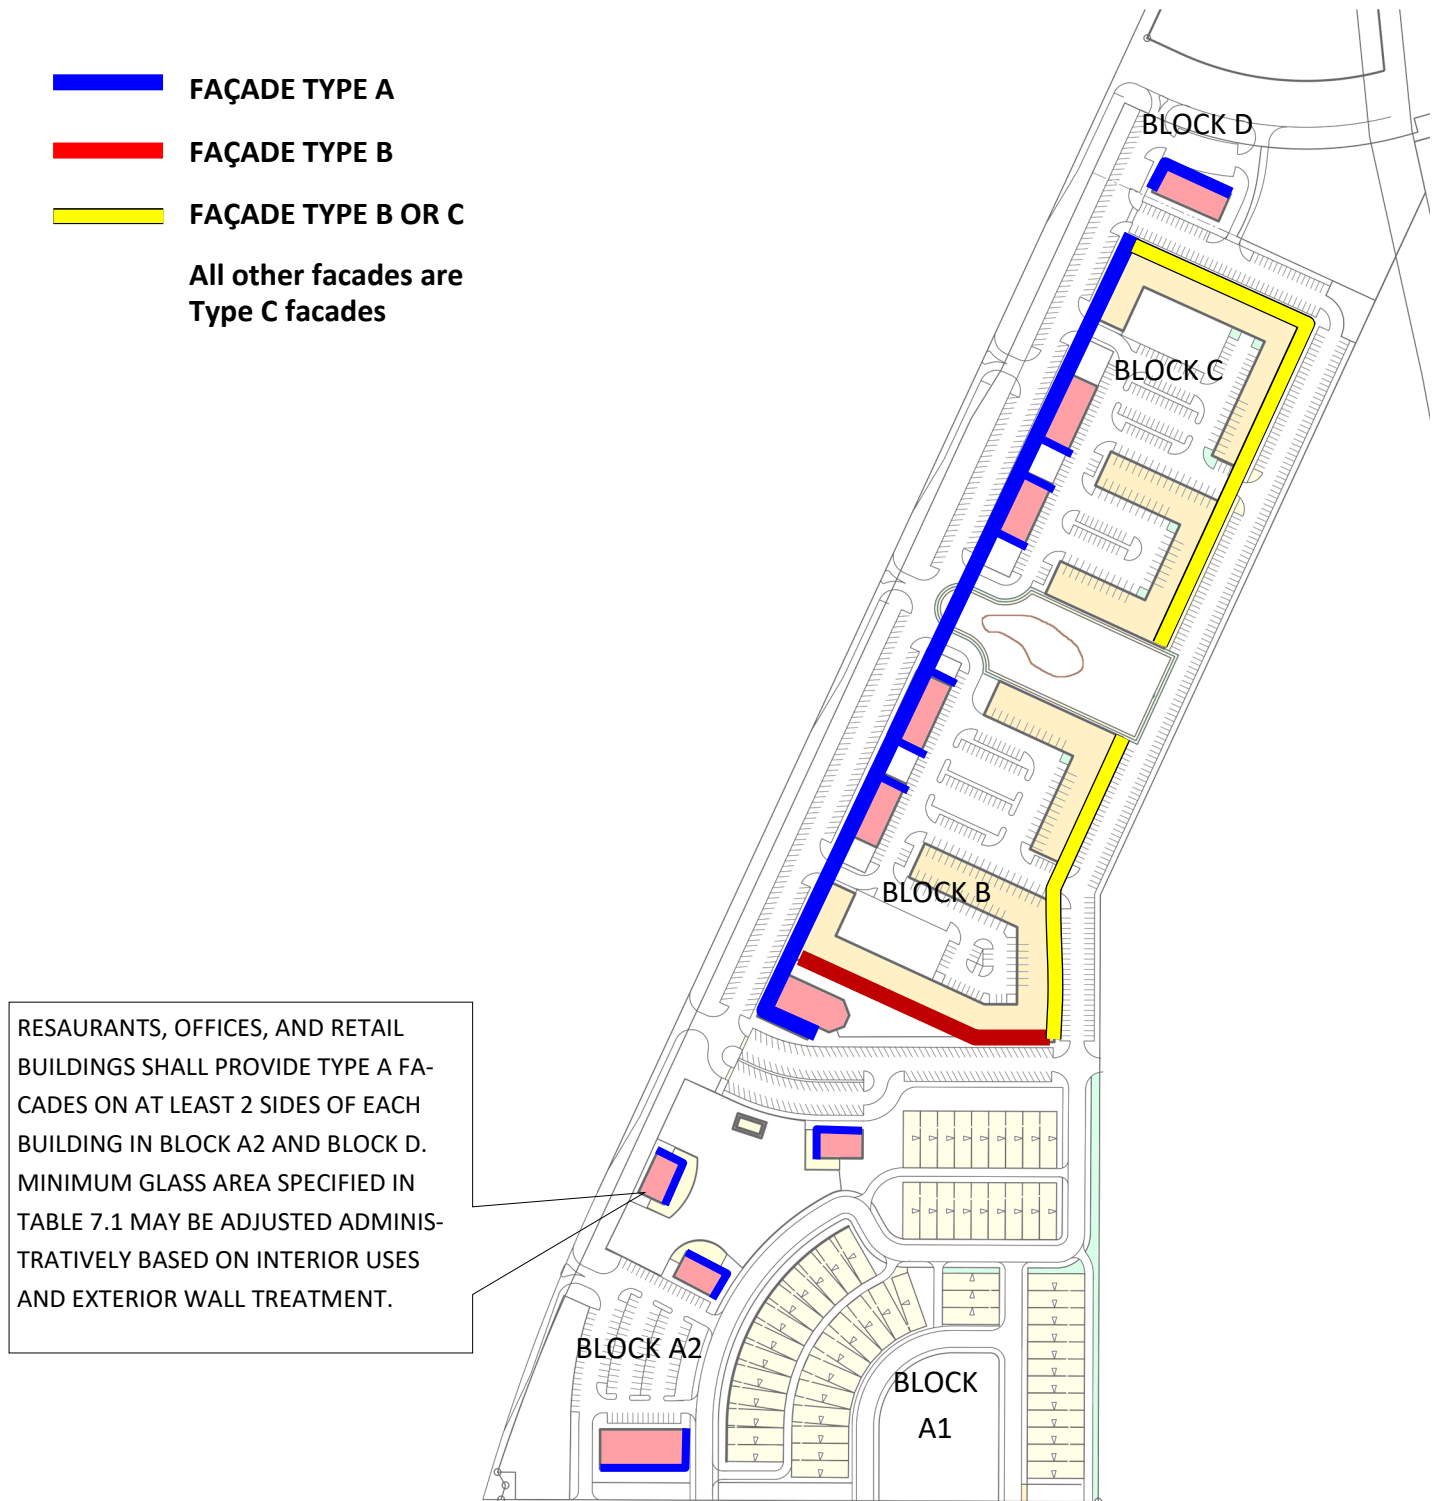 FAÇADE TYPE A
FAÇADE TYPE B
FAÇADE TYPE B OR C
All other facades are
Type C facades
BLOCK D
BLOCK C
BLOCK B
RESAURANTS, OFFICES, AND RETAIL
BUILDINGS SHALL PROVIDE TYPE A FA-
CADES ON AT LEAST 2 SIDES OF EACH
BUILDING IN BLOCK A2 AND BLOCK D.
MINIMUM GLASS AREA SPECIFIED IN
TABLE 7.1 MAY BE ADJUSTED ADMINIS-
TRATIVELY BASED ON INTERIOR USES
AND EXTERIOR WALL TREATMENT.
BLOCK A2
BLOCK
A1